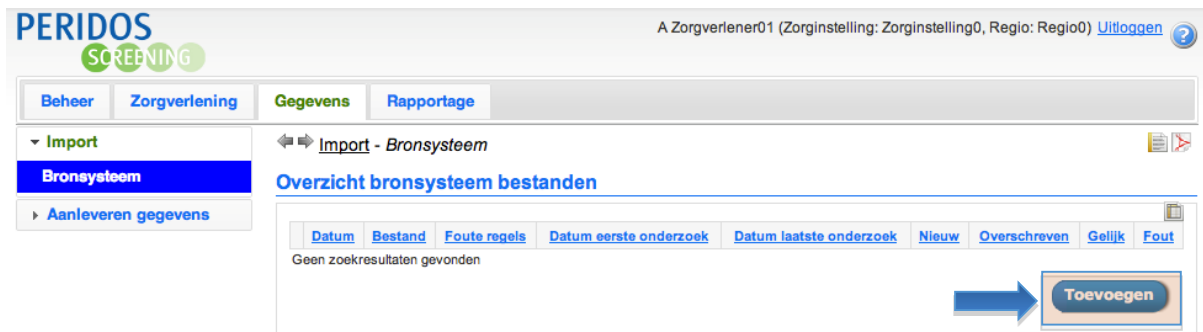 PERIDOS
SCREENING
A Zorgverlener01 (Zorginstelling: Zorginstelling0, Regio: Regio0) Uitloggen ?
Beheer Zorgverlening Gegevens Rapportage
Import
Bronsysteem
Aanleveren gegevens
Import - Bronsysteem
Overzicht bronsysteem bestanden
Datum Bestand Foute regels Datum eerste onderzoek Datum laatste onderzoek Nieuw Overschreven Gelijk Fout
Geen zoekresultaten gevonden
Toevoegen